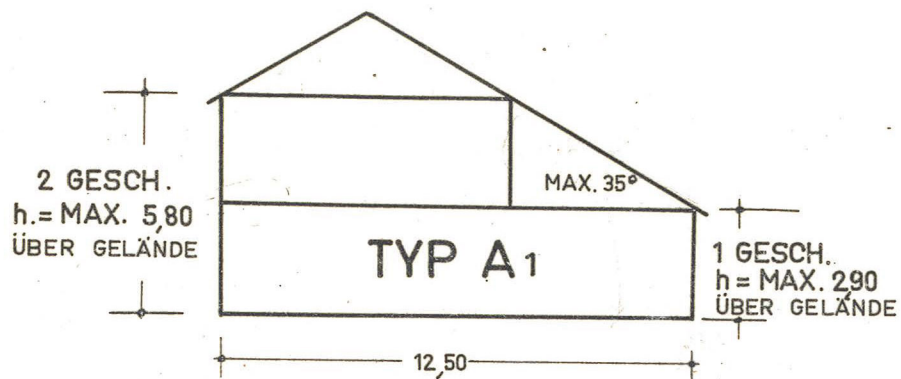 MAX. 35°
2 GESCH.
h.= MAX. 5,80
ÜBER GELÄNDE
TYP A1
1 GESCH.
h= MAX. 2,90
ÜBER GELÄNDE
12,50